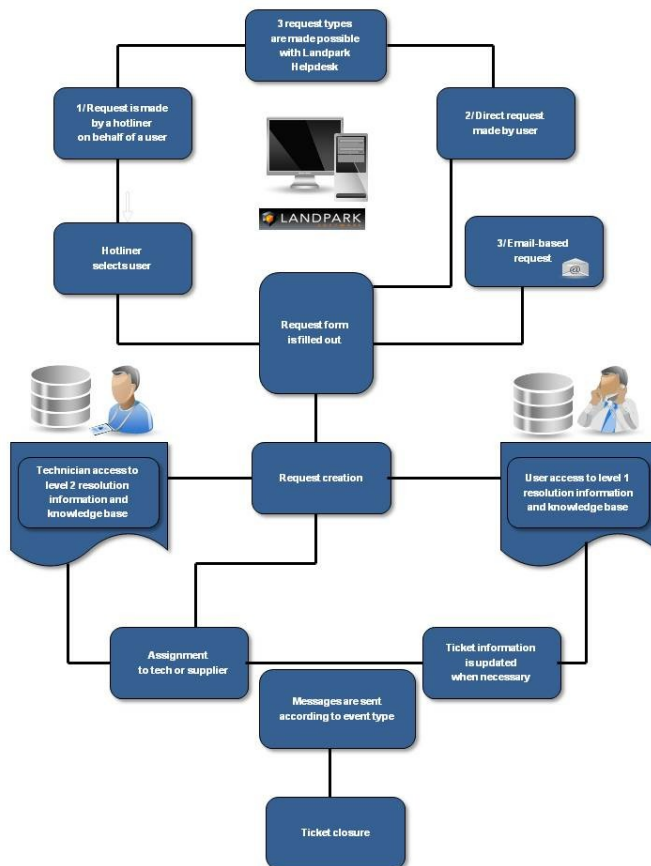 3 request types
are made possible
with Landpark
Helpdesk
1/ Request is made
by a hotliner
on behalf of a user
2/ Direct request
made by user
LANDPARK
Hotliner
selects user
3/ Email-based
request
@
Request form
is filled out
Technician access to
level 2 resolution
information and
knowledge base
Request creation
User access to level 1
resolution information
and knowledge base
Assignment
to tech or supplier
Ticket information
is updated
when necessary
Messages are sent
according to event type
Ticket closure